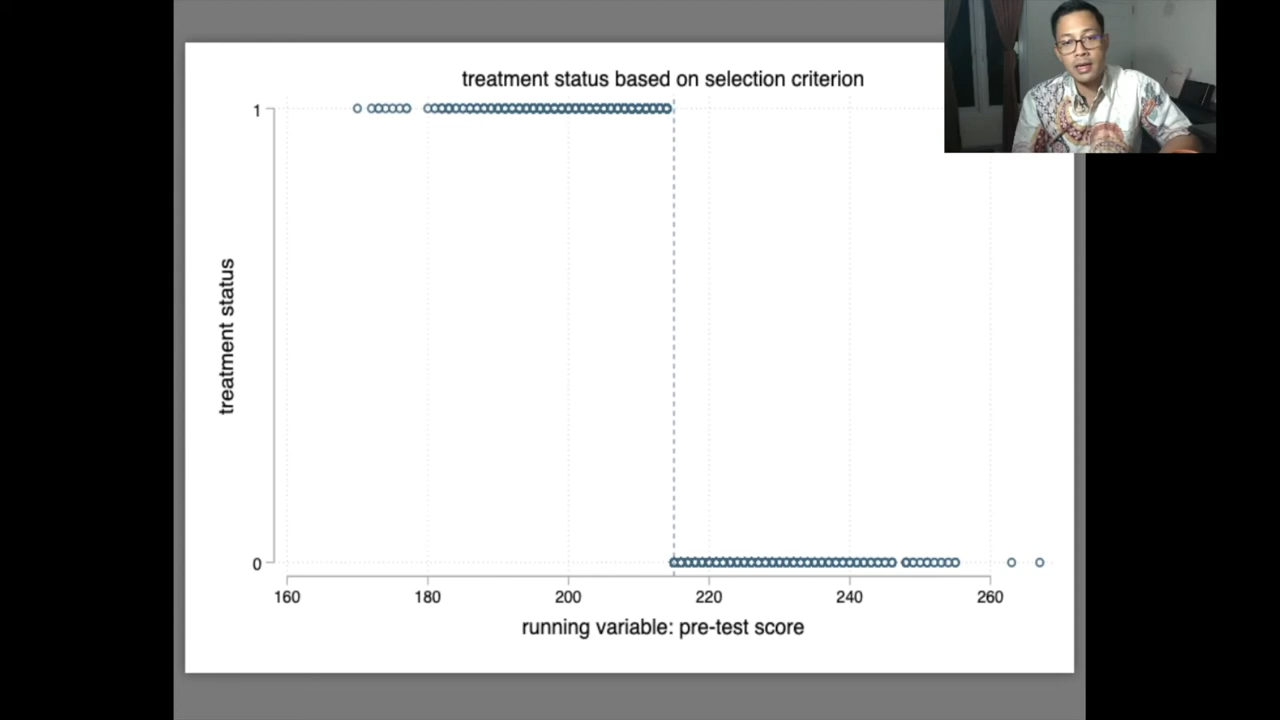 treatment status based on selection criterion
1
treatment status
0
160 180 200 220 240 260
running variable: pre-test score